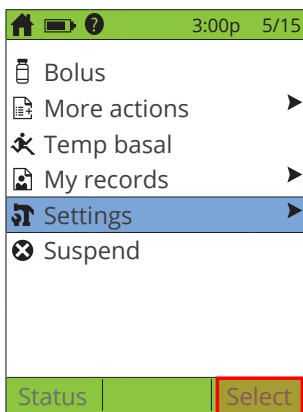 3:00p 5/15
Bolus
More actions
Temp basal
My records
Settings
Suspend
Status Select